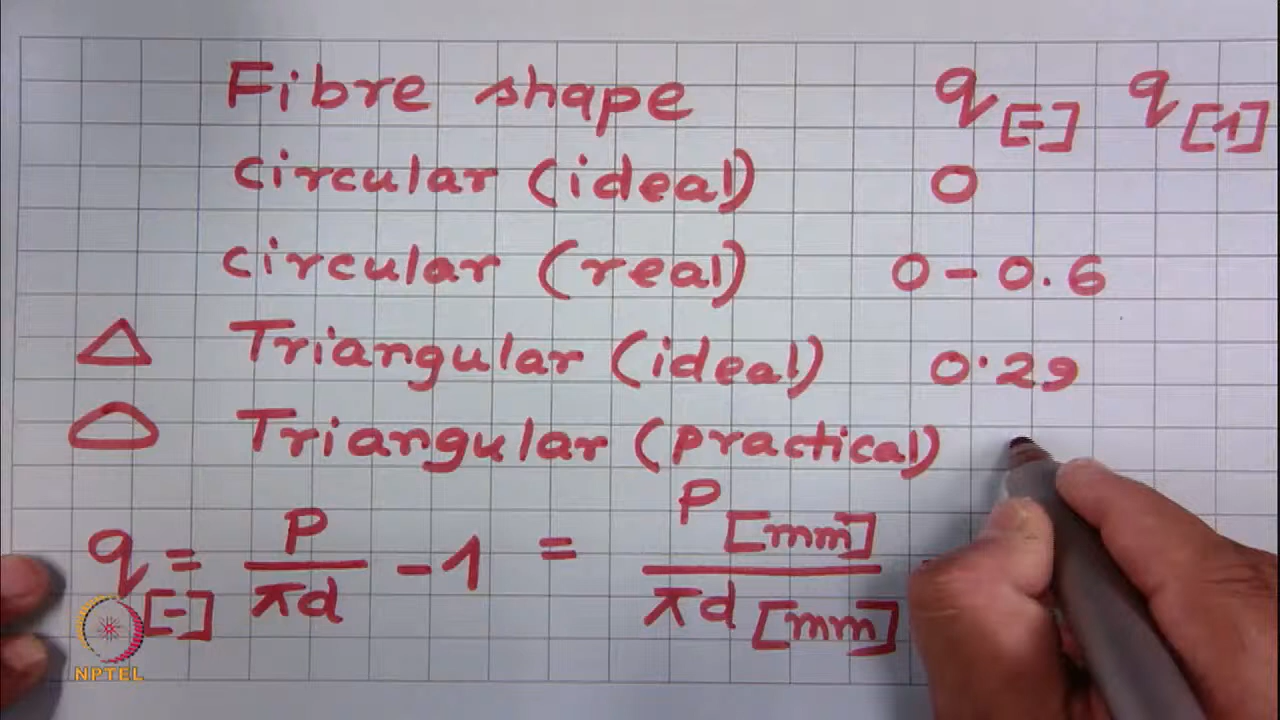 Fibre shape q[-] q[1]
circular (ideal) 0
circular (real) 0 - 0.6
Triangular (ideal) 0.29
Triangular (practical)
q[-] = P/πd - 1 = P[mm]/πd[mm]
NPTEL